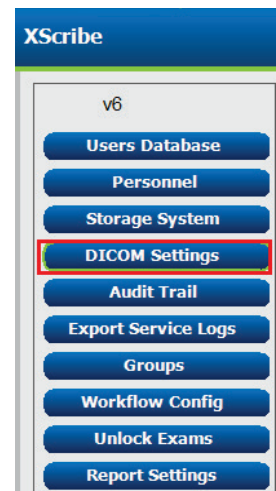 XScribe
v6
Users Database
Personnel
Storage System
DICOM Settings
Audit Trail
Export Service Logs
Groups
Workflow Config
Unlock Exams
Report Settings